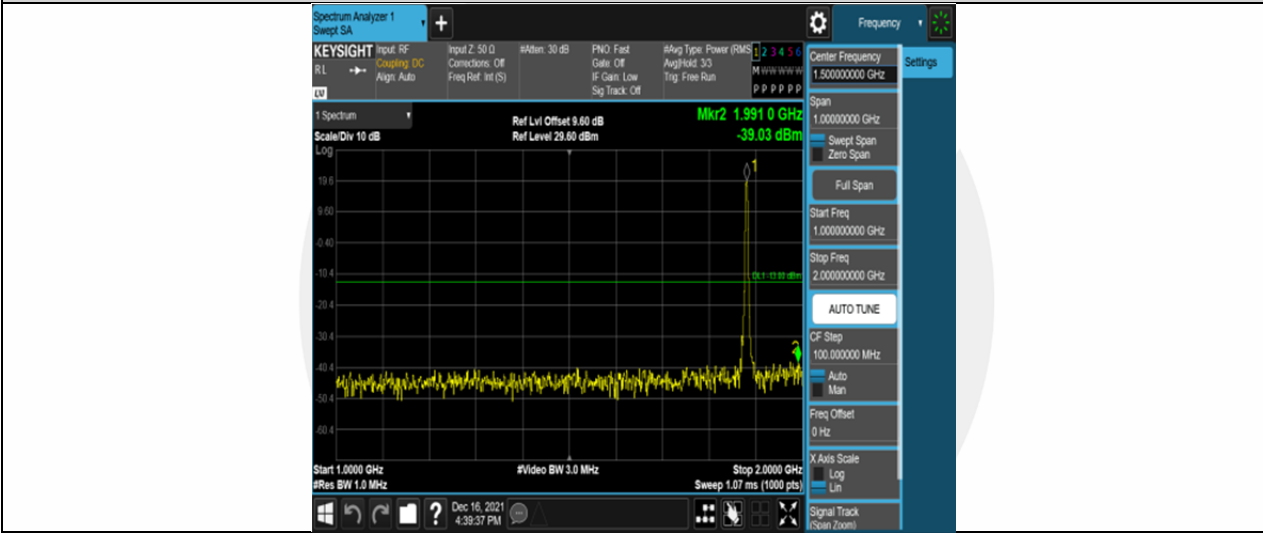 Spectrum Analyzer 1
Swept SA
+
Frequency
KEYSIGHT
Input: RF
Input Z: 50 Ω
#Atten: 30 dB
PNO: Fast
#Avg Type: Power (RMS
1 2 3 4 5 6
RL
Coupling: DC
Corrections: Off
Gate: Off
Avg|Hold: 3/3
M W W W W W
Align: Auto
Freq Ref: Int (S)
IF Gain: Low
Trig: Free Run
Sig Track: Off
P P P P P P
LV
1 Spectrum
Ref Lvl Offset 9.60 dB
Mkr2 1.991 0 GHz
Scale/Div 10 dB
Ref Level 29.60 dBm
-39.03 dBm
Log
1
19.6
9.60
-0.40
-10.4
DL1 -13.00 dBm
-20.4
-30.4
2
-40.4
-50.4
-60.4
Start 1.0000 GHz
#Video BW 3.0 MHz
Stop 2.0000 GHz
#Res BW 1.0 MHz
Sweep 1.07 ms (1000 pts)
?
Dec 16, 2021
4:39:37 PM
Center Frequency
1.500000000 GHz
Settings
Span
1.00000000 GHz
Swept Span
Zero Span
Full Span
Start Freq
1.000000000 GHz
Stop Freq
2.000000000 GHz
AUTO TUNE
CF Step
100.000000 MHz
Auto
Man
Freq Offset
0 Hz
X Axis Scale
Log
Lin
Signal Track
(Span Zoom)